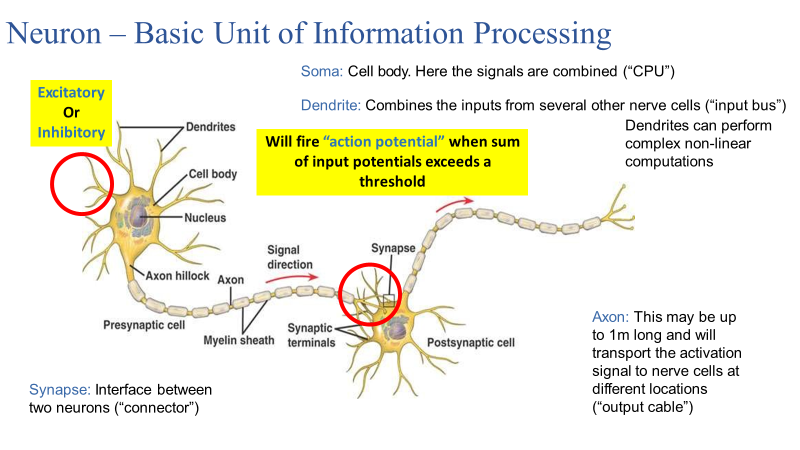 Neuron – Basic Unit of Information Processing
Soma: Cell body. Here the signals are combined (“CPU”)
Excitatory
Or
Inhibitory
Dendrite: Combines the inputs from several other nerve cells (“input bus”)
Dendrites can perform
complex non-linear
computations
Will fire “action potential” when sum
of input potentials exceeds a
threshold
Dendrites
Cell body
Nucleus
Axon hillock
Axon
Signal
direction
Synapse
Presynaptic cell
Myelin sheath
Synaptic
terminals
Postsynaptic cell
Axon: This may be up
to 1m long and will
transport the activation
signal to nerve cells at
different locations
(“output cable”)
Synapse: Interface between
two neurons (“connector”)